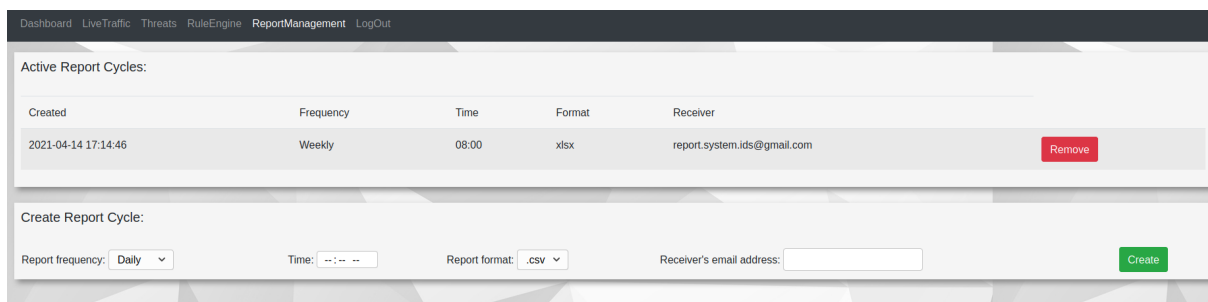 Dashboard LiveTraffic Threats RuleEngine ReportManagement LogOut
Active Report Cycles:
Created Frequency Time Format Receiver
2021-04-14 17:14:46 Weekly 08:00 xlsx report.system.ids@gmail.com Remove
Create Report Cycle:
Report frequency: Daily Time: --:-- -- Report format: .csv Receiver's email address: Create